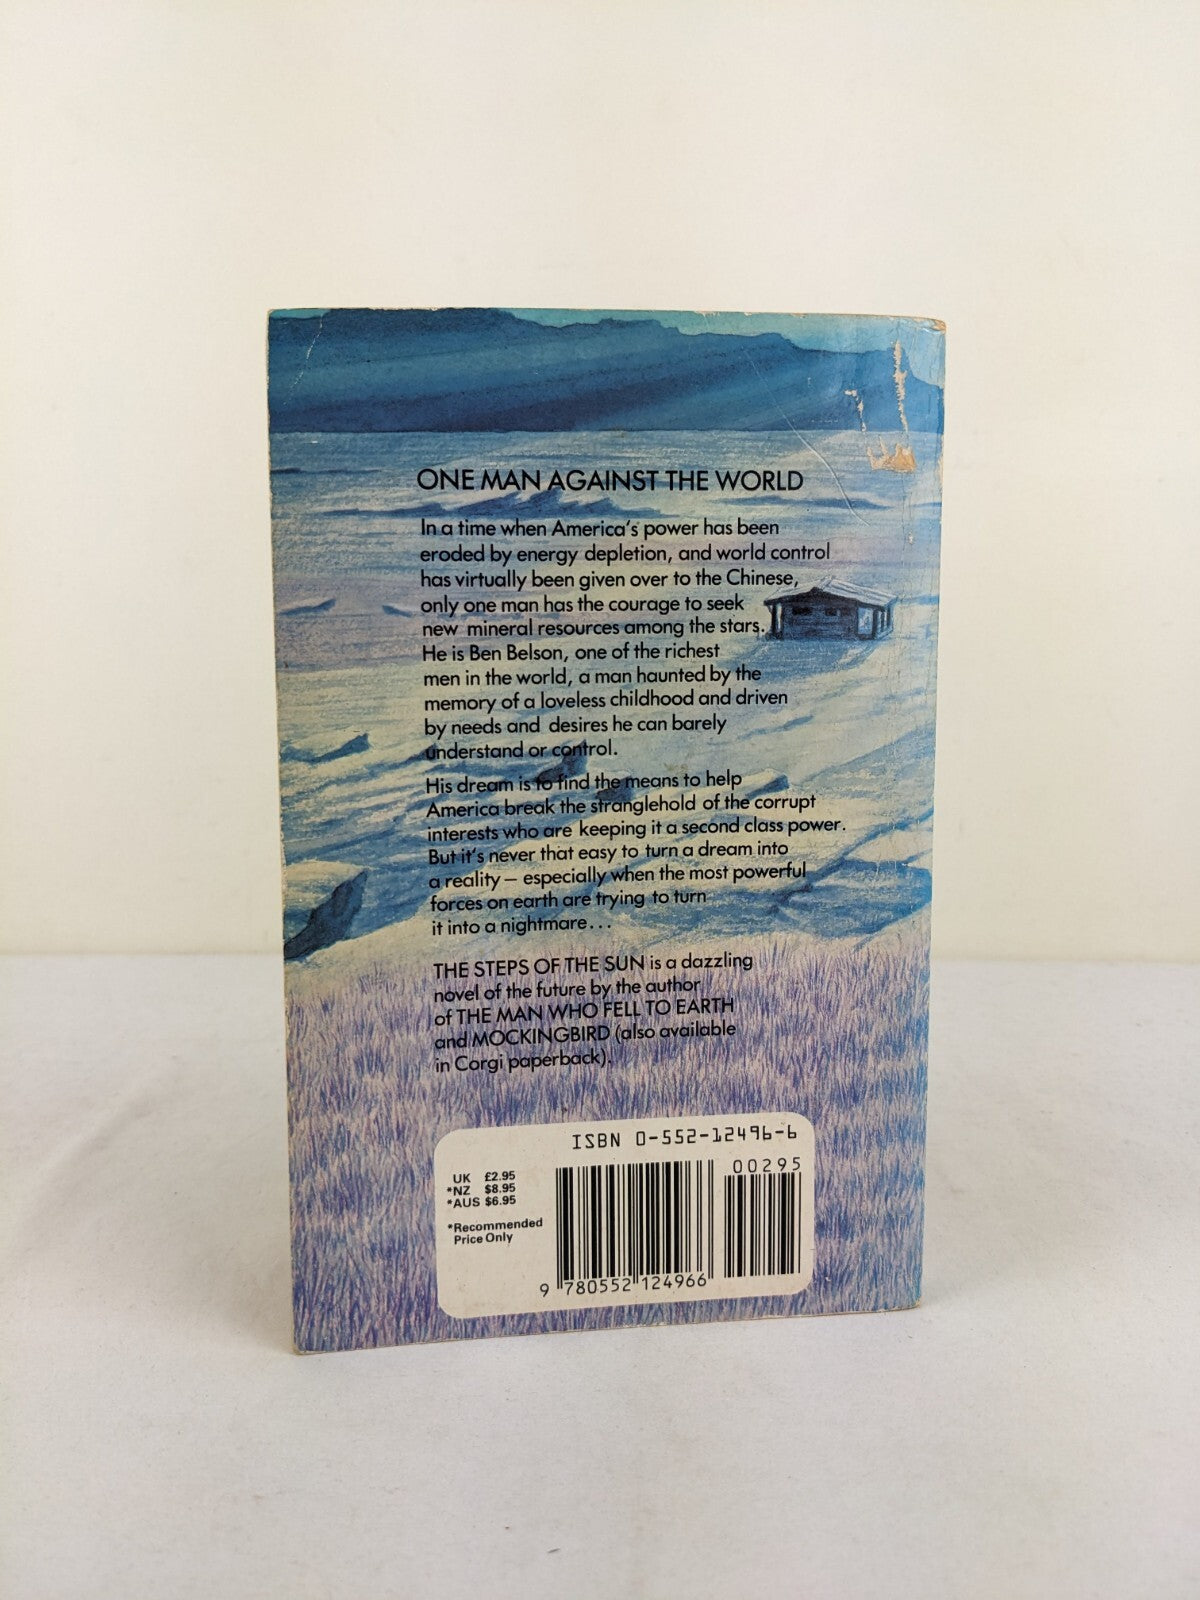 ONE MAN AGAINST THE WORLD
In a time when America's power has been
eroded by energy depletion, and world control
has virtually been given over to the Chinese,
only one man has the courage to seek
new mineral resources among the stars.
He is Ben Belson, one of the richest
men in the world, a man haunted by the
memory of a loveless childhood and driven
by needs and desires he can barely
understand or control.
His dream is to find the means to help
America break the stranglehold of the corrupt
interests who are keeping it a second class power.
But it's never that easy to turn a dream into
a reality – especially when the most powerful
forces on earth are trying to turn
it into a nightmare...
THE STEPS OF THE SUN is a dazzling
novel of the future by the author
of THE MAN WHO FELL TO EARTH
and MOCKINGBIRD (also available
in Corgi paperback).
ISBN 0-552-12496-6
00295
UK £2.95
*NZ $8.95
*AUS $6.95
*Recommended
Price Only
9 780552 124966